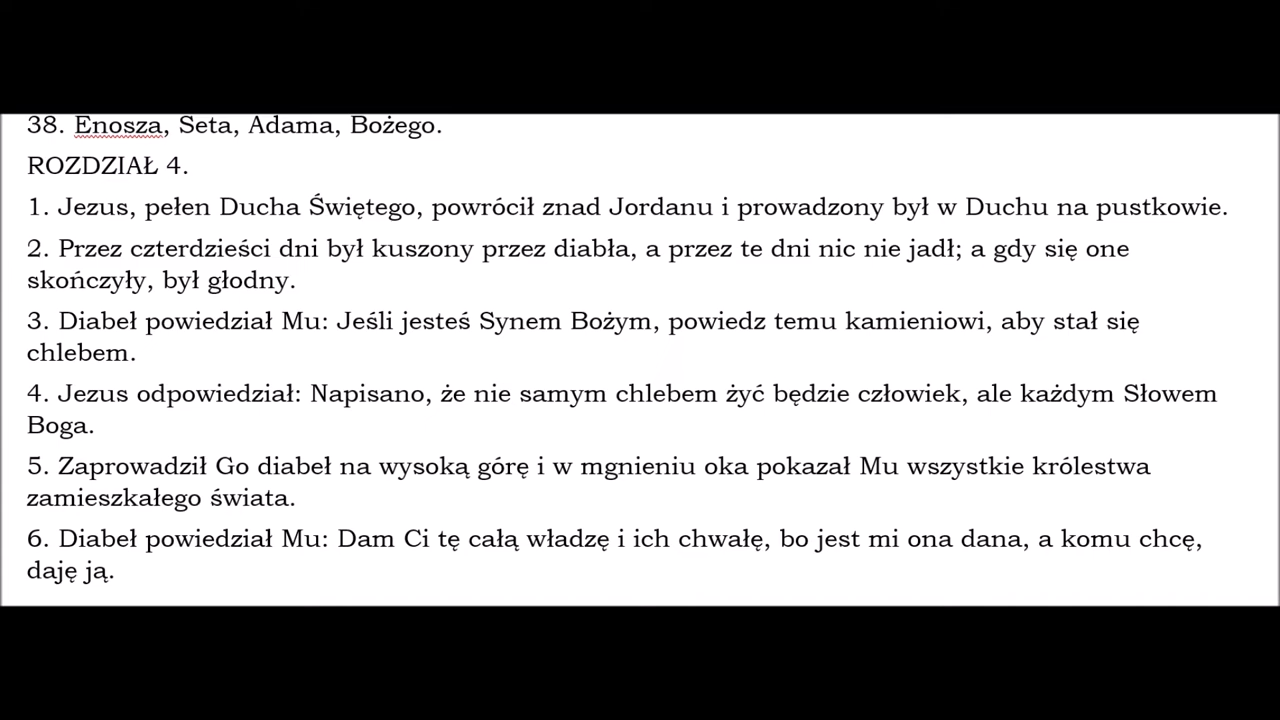 38. Enosza, Seta, Adama, Bożego.
ROZDZIAŁ 4.
1. Jezus, pełen Ducha Świętego, powrócił znad Jordanu i prowadzony był w Duchu na pustkowie.
2. Przez czterdzieści dni był kuszony przez diabła, a przez te dni nic nie jadł; a gdy się one
skończyły, był głodny.
3. Diabeł powiedział Mu: Jeśli jesteś Synem Bożym, powiedz temu kamieniowi, aby stał się
chlebem.
4. Jezus odpowiedział: Napisano, że nie samym chlebem żyć będzie człowiek, ale każdym Słowem
Boga.
5. Zaprowadził Go diabeł na wysoką górę i w mgnieniu oka pokazał Mu wszystkie królestwa
zamieszkałego świata.
6. Diabeł powiedział Mu: Dam Ci tę całą władzę i ich chwałę, bo jest mi ona dana, a komu chcę,
daję ją.